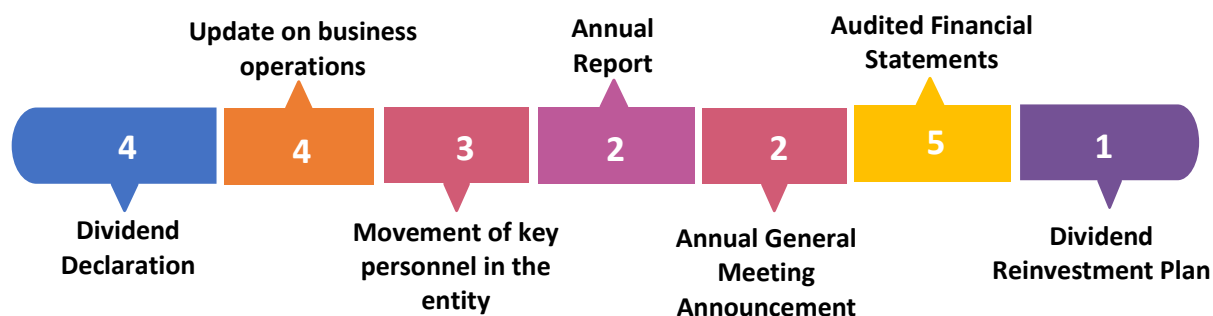 Update on business
operations
Annual
Report
Audited Financial
Statements
4
4
3
2
2
5
1
Dividend
Declaration
Movement of key
personnel in the
entity
Annual General
Meeting
Announcement
Dividend
Reinvestment Plan